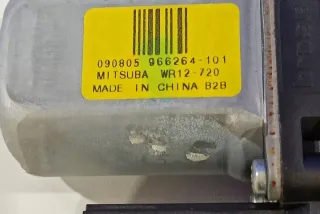 090805 966264-101
MITSUBA WR12-720
MADE IN CHINA B2B